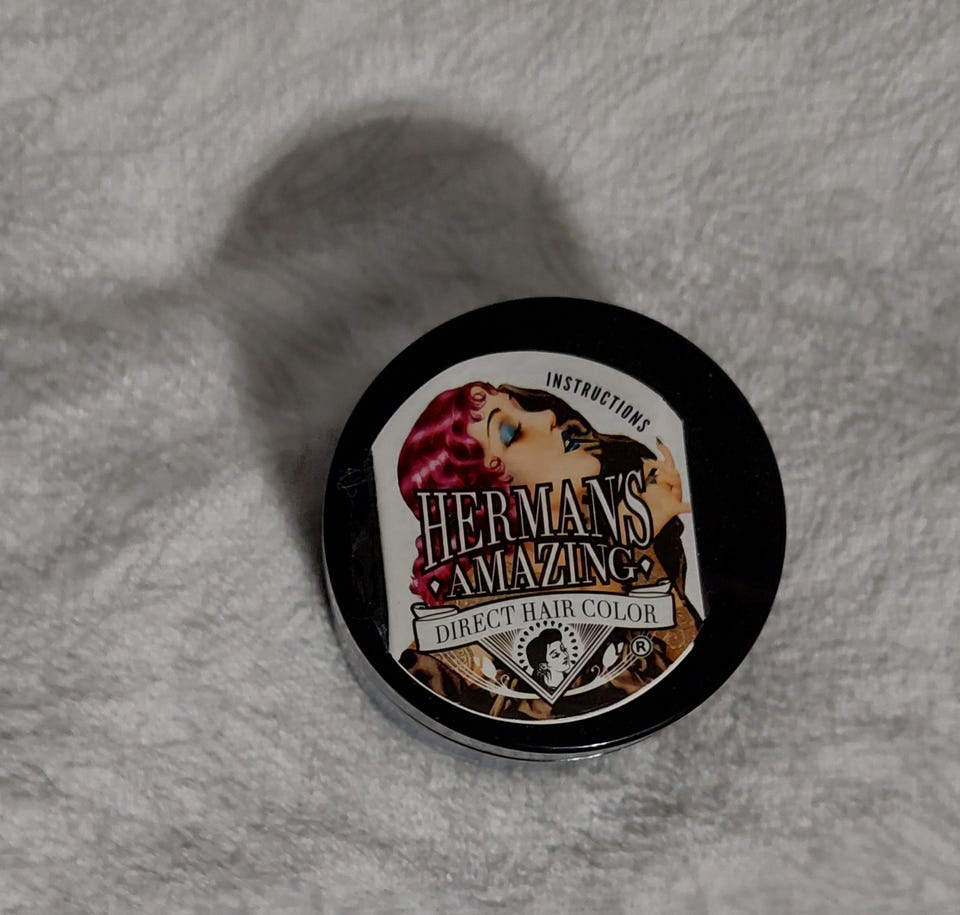 INSTRUCTIONS
HERMAN'S
AMAZING
DIRECT HAIR COLOR
®